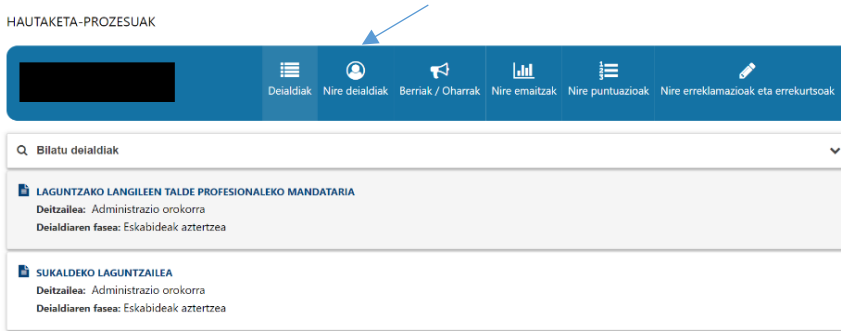 HAUTAKETA-PROZESUAK
Deialdiak Nire deialdiak Berriak / Oharrak Nire emaitzak Nire puntuazioak Nire erreklamazioak eta errekurtsoak
Bilatu deialdiak
LAGUNTZAKO LANGILEEN TALDE PROFESIONALEKO MANDATARIA
Deitzailea: Administrazio orokorra
Deialdiaren fasea: Eskabideak aztertzea
SUKALDEKO LAGUNTZAILEA
Deitzailea: Administrazio orokorra
Deialdiaren fasea: Eskabideak aztertzea